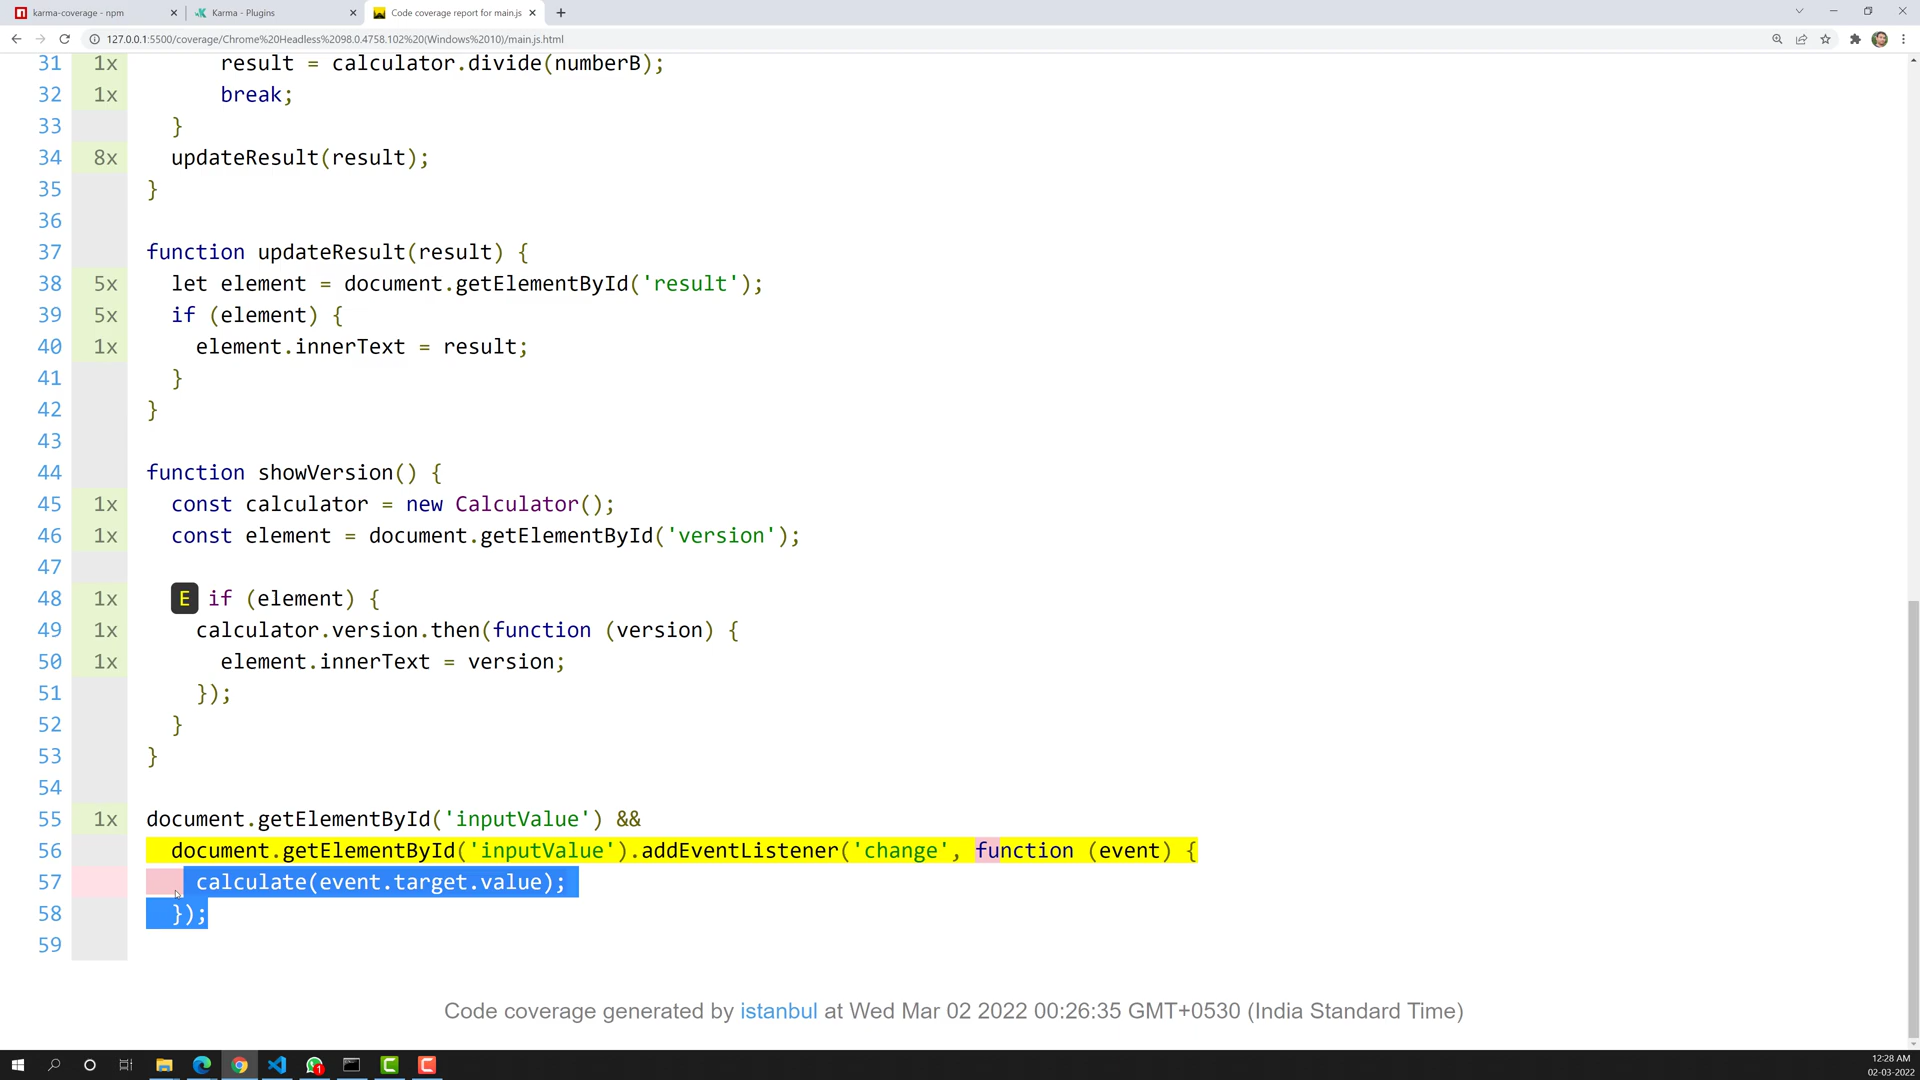 karma-coverage - npm
Karma - Plugins
Code coverage report for main.js
127.0.0.1:5500/coverage/Chrome%20Headless%2098.0.4758.102%20(Windows%2010)/main.js.html
31 1x result = calculator.divide(numberB);
32 1x break;
33 }
34 8x updateResult(result);
35 }
36
37 function updateResult(result) {
38 5x let element = document.getElementById('result');
39 5x if (element) {
40 1x element.innerText = result;
41 }
42 }
43
44 function showVersion() {
45 1x const calculator = new Calculator();
46 1x const element = document.getElementById('version');
47
48 1x E if (element) {
49 1x calculator.version.then(function (version) {
50 1x element.innerText = version;
51 });
52 }
53 }
54
55 1x document.getElementById('inputValue') &&
56 document.getElementById('inputValue').addEventListener('change', function (event) {
57 calculate(event.target.value);
58 });
59
Code coverage generated by istanbul at Wed Mar 02 2022 00:26:35 GMT+0530 (India Standard Time)
1
12:28 AM
02-03-2022